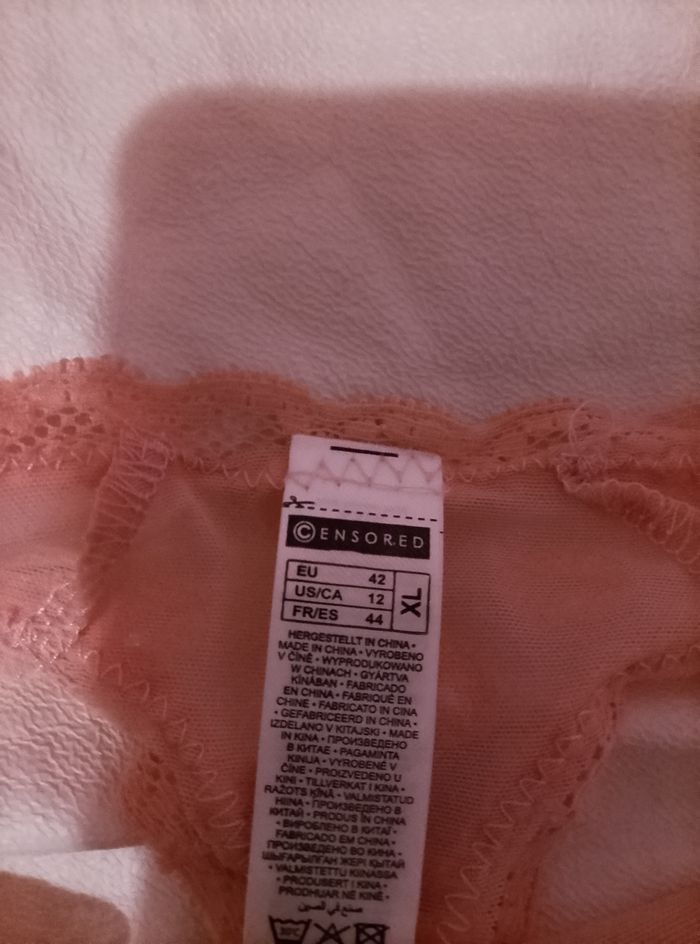 ©ENSORED
EU 42
US/CA 12
FR/ES 44
XL
HERGESTELLT IN CHINA •
MADE IN CHINA • VYROBENO
V ČÍNĚ • WYPRODUKOWANO
W CHINACH • GYÁRTVA
KÍNÁBAN • FABRICADO
EN CHINA • FABRIQUÉ EN
CHINE • FABRICATO IN CINA
• GEFABRICEERD IN CHINA •
IZDELANO V KITAJSKI • MADE
IN KINA • ПРОИЗВЕДЕНО
В КИТАЕ • PAGAMINTA
KINIJA • VYROBENÉ V
ČÍNE • PROIZVEDENO U
KINI • TILLVERKAT I KINA •
RAŽOTS ĶĪNĀ • VALMISTATUD
HIINA • ПРОИЗВЕДЕНО В
КИТАЙ • PRODUS ÎN CHINA
• ВИРОБЛЕНО В КИТАЇ •
FABRICADO EM CHINA •
ПРОИЗВЕДЕНО ВО КИНА •
ШЫҒАРЫЛҒАН ЖЕРІ ҚЫТАЙ
• VALMISTETTU KIINASSA
• PRODUSERT I KINA •
PRODHUAR NË KINË •
صنع في الصين
30°C